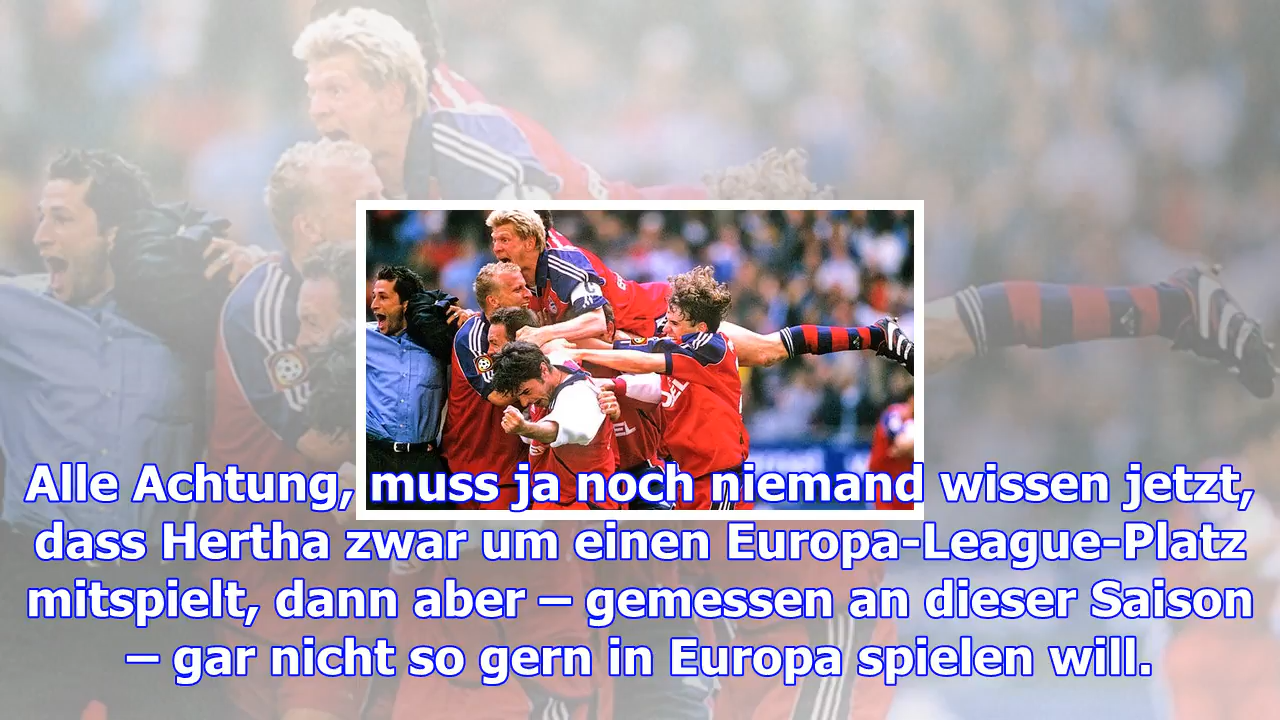 Alle Achtung, muss ja noch niemand wissen jetzt,
dass Hertha zwar um einen Europa-League-Platz
mitspielt, dann aber – gemessen an dieser Saison
– gar nicht so gern in Europa spielen will.